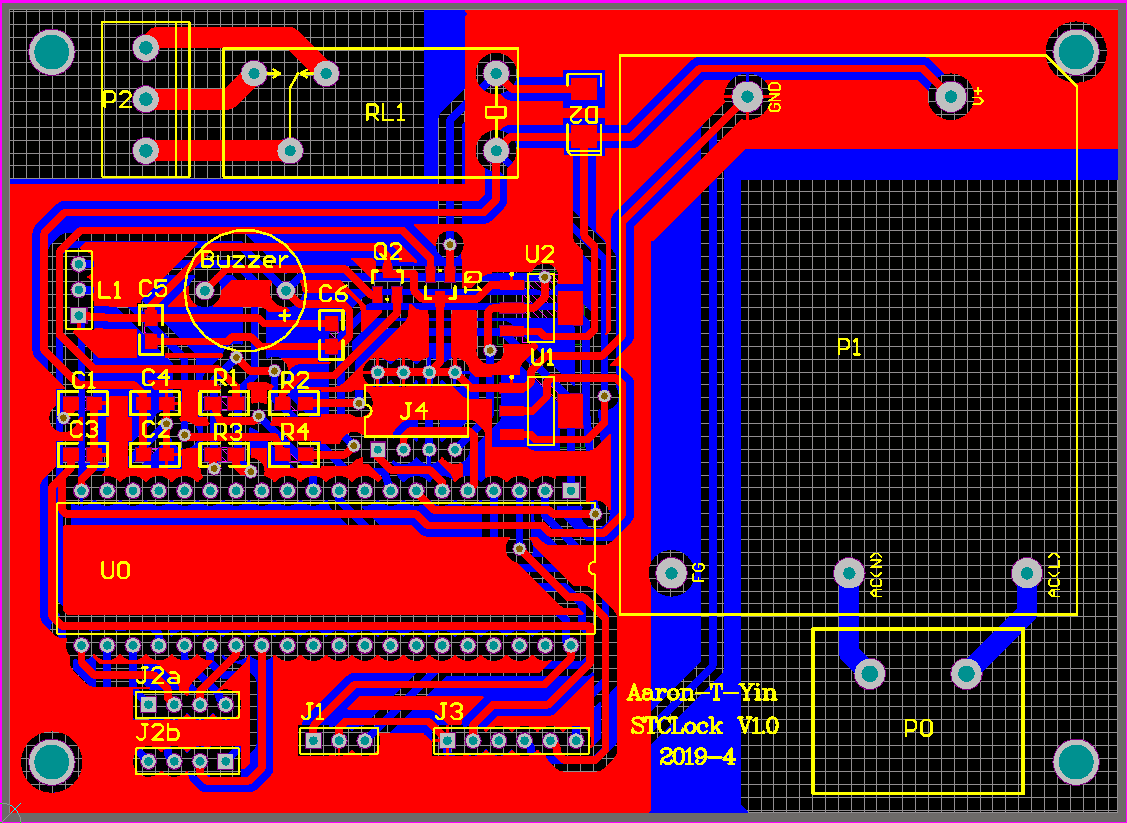 P2
RL1
D2
GND
V+
Buzzer
Q2
U2
L1
C5
C6
+
U1
P1
C1
C4
R1
R2
J4
C3
C2
R3
R4
U0
FG
AC(N)
AC(L)
J2a
J2b
J1
J3
Aaron-T-Yin
STCLock V1.0
2019-4
P0